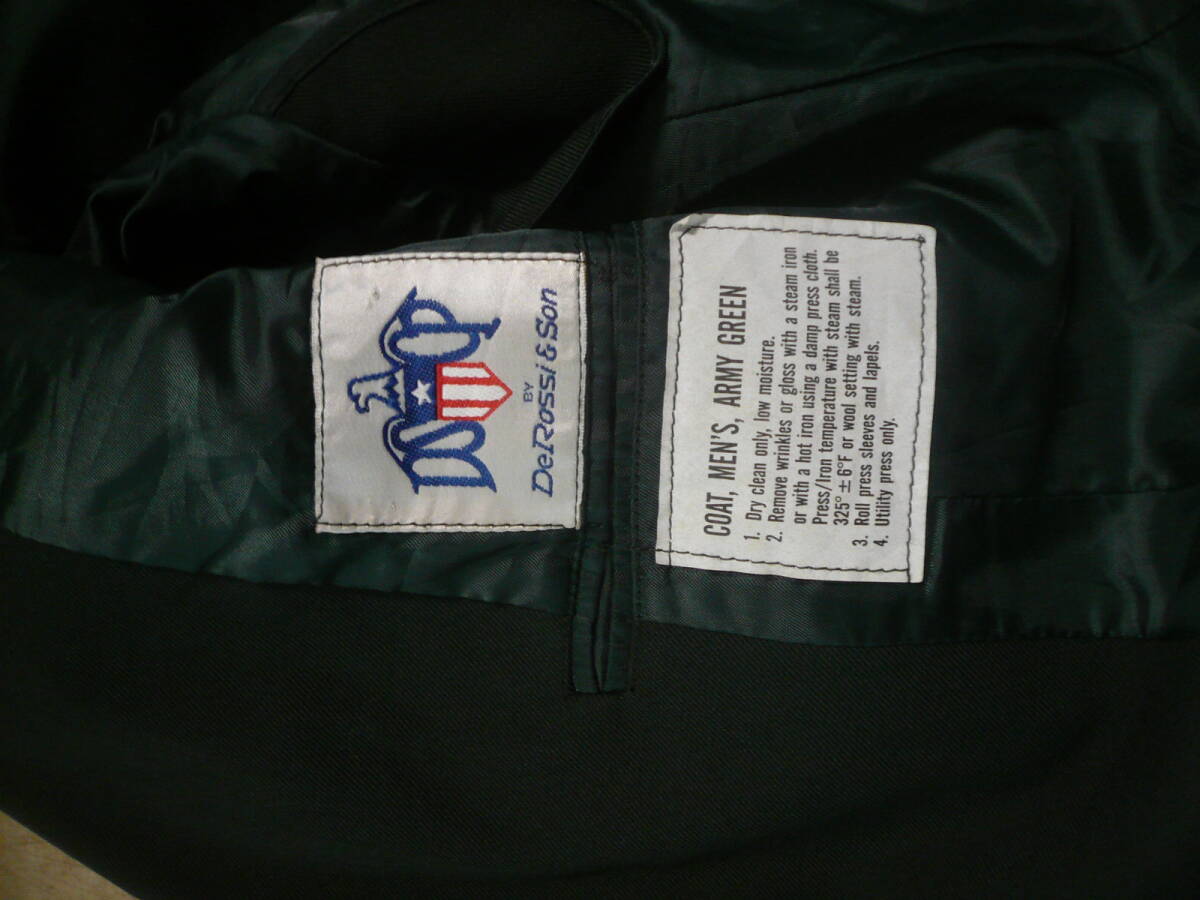 BY
DeRossi & Son
COAT, MEN'S, ARMY GREEN
1. Dry clean only, low moisture.
2. Remove wrinkles or gloss with a steam iron
or with a hot iron using a damp press cloth.
Press/Iron temperature with steam shall be
325° ± 6°F or wool setting with steam.
3. Roll press sleeves and lapels.
4. Utility press only.